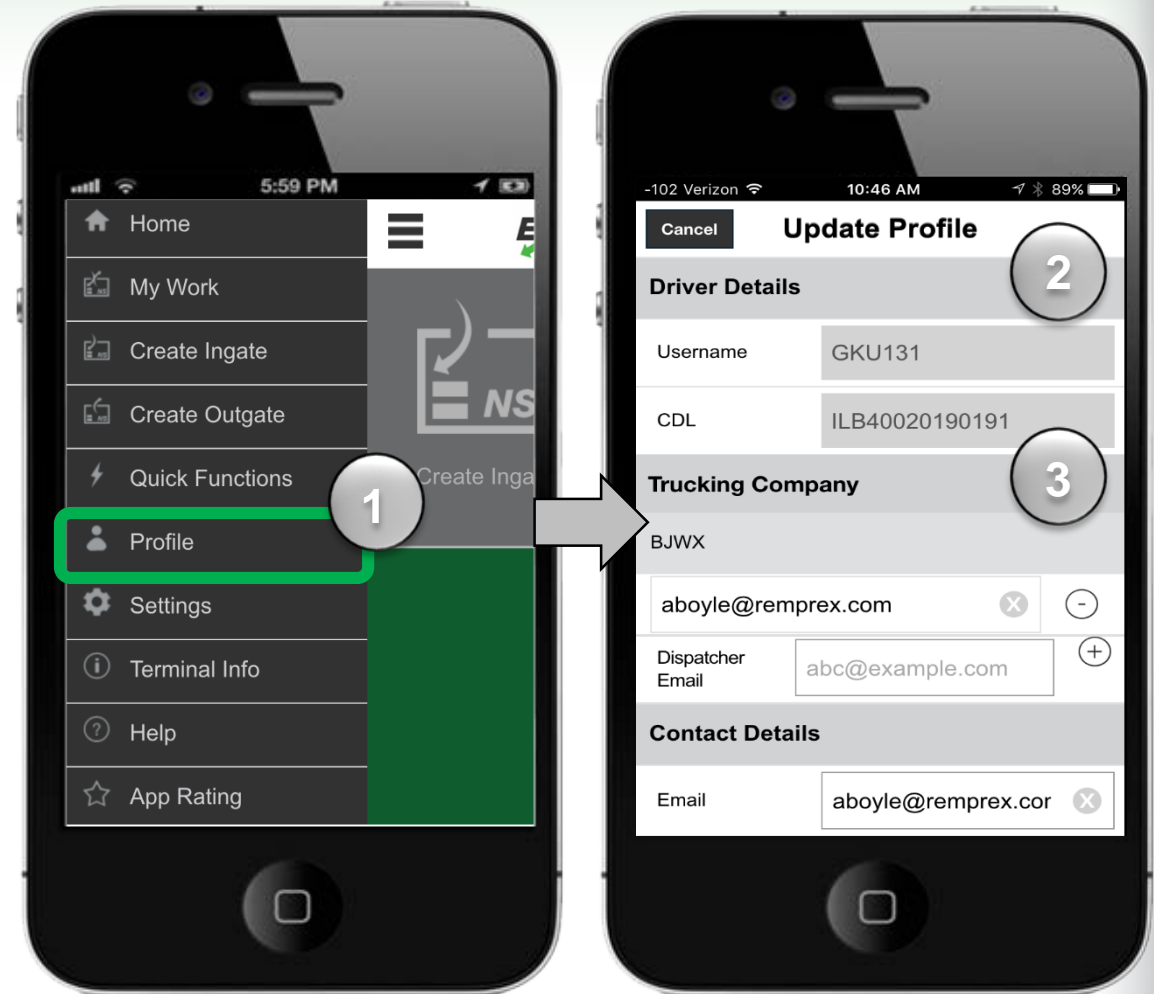 5:59 PM
Home
My Work
Create Ingate
Create Outgate
Quick Functions
Profile
Settings
Terminal Info
Help
App Rating
E
NS
Create Inga
1
-102 Verizon 10:46 AM 89%
Cancel Update Profile
2
Driver Details
Username GKU131
CDL ILB40020190191
3
Trucking Company
BJWX
aboyle@remprex.com X -
Dispatcher
Email
abc@example.com +
Contact Details
Email aboyle@remprex.cor X